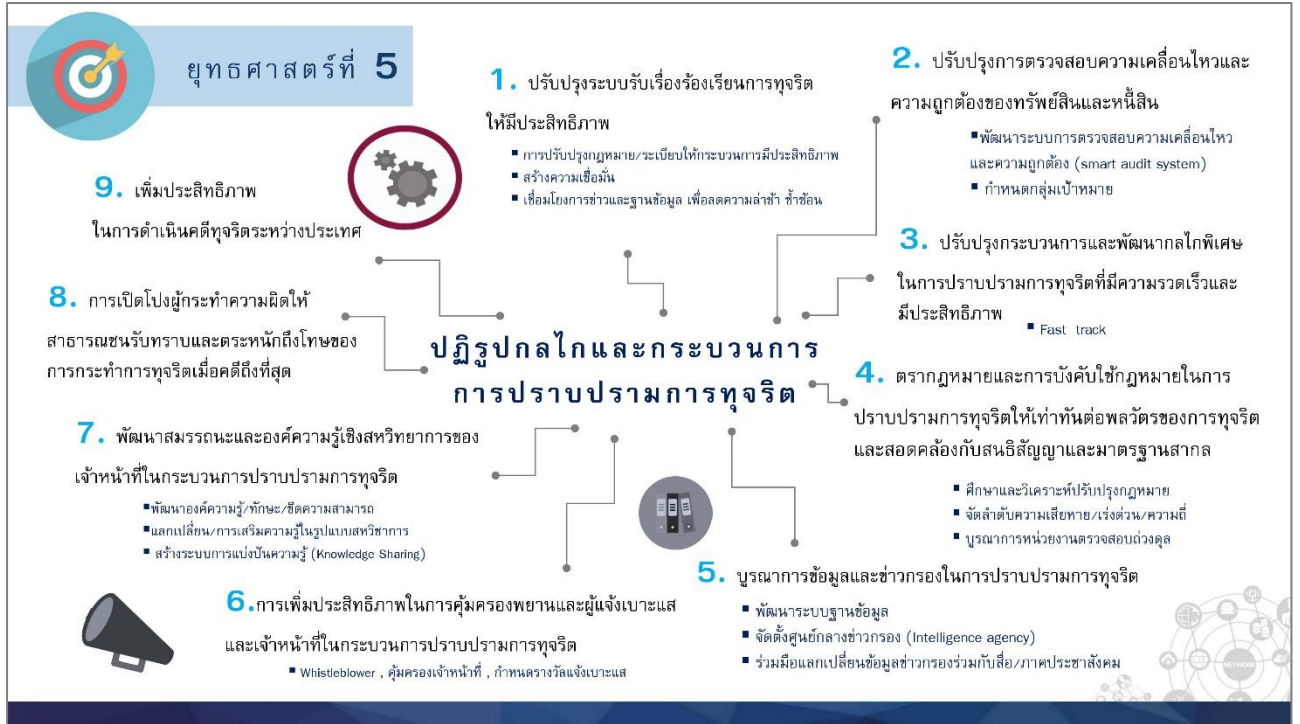 ยุทธศาสตร์ที่ 5
1. ปรับปรุงระบบรับเรื่องร้องเรียนการทุจริต
ให้มีประสิทธิภาพ
▪ การปรับปรุงกฎหมาย/ระเบียบให้กระบวนการมีประสิทธิภาพ
▪ สร้างความเชื่อมั่น
▪ เชื่อมโยงการข่าวและฐานข้อมูล เพื่อลดความล่าช้า ซ้ำซ้อน
2. ปรับปรุงการตรวจสอบความเคลื่อนไหวและ
ความถูกต้องของทรัพย์สินและหนี้สิน
▪พัฒนาระบบการตรวจสอบความเคลื่อนไหว
และความถูกต้อง (smart audit system)
▪ กำหนดกลุ่มเป้าหมาย
3. ปรับปรุงกระบวนการและพัฒนากลไกพิเศษ
ในการปราบปรามการทุจริตที่มีความรวดเร็วและ
มีประสิทธิภาพ
▪ Fast track
ปฏิรูปกลไกและกระบวนการ
การปราบปรามการทุจริต
4. ตรากฎหมายและการบังคับใช้กฎหมายในการ
ปราบปรามการทุจริตให้เท่าทันต่อพลวัตรของการทุจริต
และสอดคล้องกับสนธิสัญญาและมาตรฐานสากล
▪ ศึกษาและวิเคราะห์ปรับปรุงกฎหมาย
▪ จัดลำดับความเสียหาย/เร่งด่วน/ความถี่
▪ บูรณาการหน่วยงานตรวจสอบถ่วงดุล
5. บูรณาการข้อมูลและข่าวกรองในการปราบปรามการทุจริต
▪ พัฒนาระบบฐานข้อมูล
▪ จัดตั้งศูนย์กลางข่าวกรอง (Intelligence agency)
▪ ร่วมมือแลกเปลี่ยนข้อมูลข่าวกรองร่วมกับสื่อ/ภาคประชาสังคม
6.การเพิ่มประสิทธิภาพในการคุ้มครองพยานและผู้แจ้งเบาะแส
และเจ้าหน้าที่ในกระบวนการปราบปรามการทุจริต
▪ Whistleblower , คุ้มครองเจ้าหน้าที่ , กำหนดรางวัลแจ้งเบาะแส
7. พัฒนาสมรรถนะและองค์ความรู้เชิงสหวิทยาการของ
เจ้าหน้าที่ในกระบวนการปราบปรามการทุจริต
▪พัฒนาองค์ความรู้/ทักษะ/ขีดความสามารถ
▪แลกเปลี่ยน/การเสริมความรู้ในรูปแบบสหวิชาการ
▪ สร้างระบบการแบ่งปันความรู้ (Knowledge Sharing)
8. การเปิดโปงผู้กระทำความผิดให้
สาธารณชนรับทราบและตระหนักถึงโทษของ
การกระทำการทุจริตเมื่อคดีถึงที่สุด
9. เพิ่มประสิทธิภาพ
ในการดำเนินคดีทุจริตระหว่างประเทศ
NETWORK